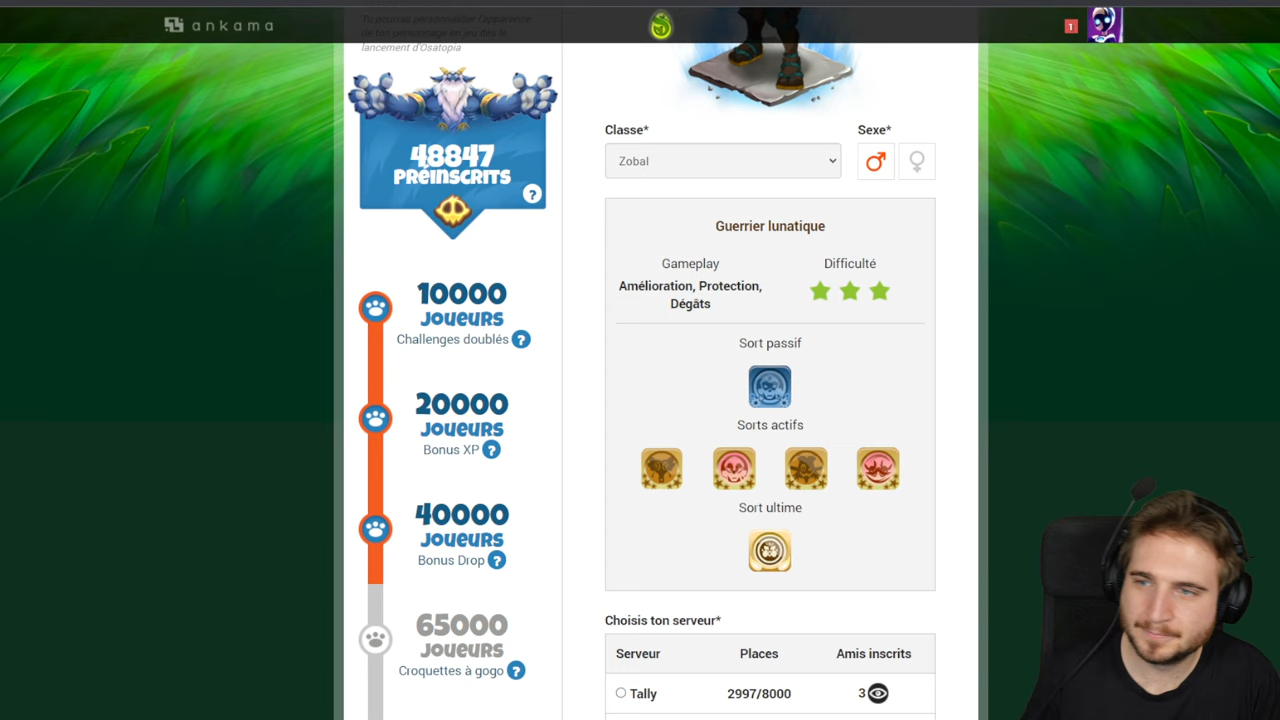 ankama
1
Tu pourras personnaliser l'apparence
de ton personnage en jeu dès le
lancement d'Osatopia
48847
PRÉINSCRITS
?
10000
JOUEURS
Challenges doublés ?
20000
JOUEURS
Bonus XP ?
40000
JOUEURS
Bonus Drop ?
65000
JOUEURS
Croquettes à gogo ?
Classe* Sexe*
Zobal
Guerrier lunatique
Gameplay Difficulté
Amélioration, Protection,
Dégâts
Sort passif
Sorts actifs
Sort ultime
Choisis ton serveur*
Serveur Places Amis inscrits
Tally 2997/8000 3